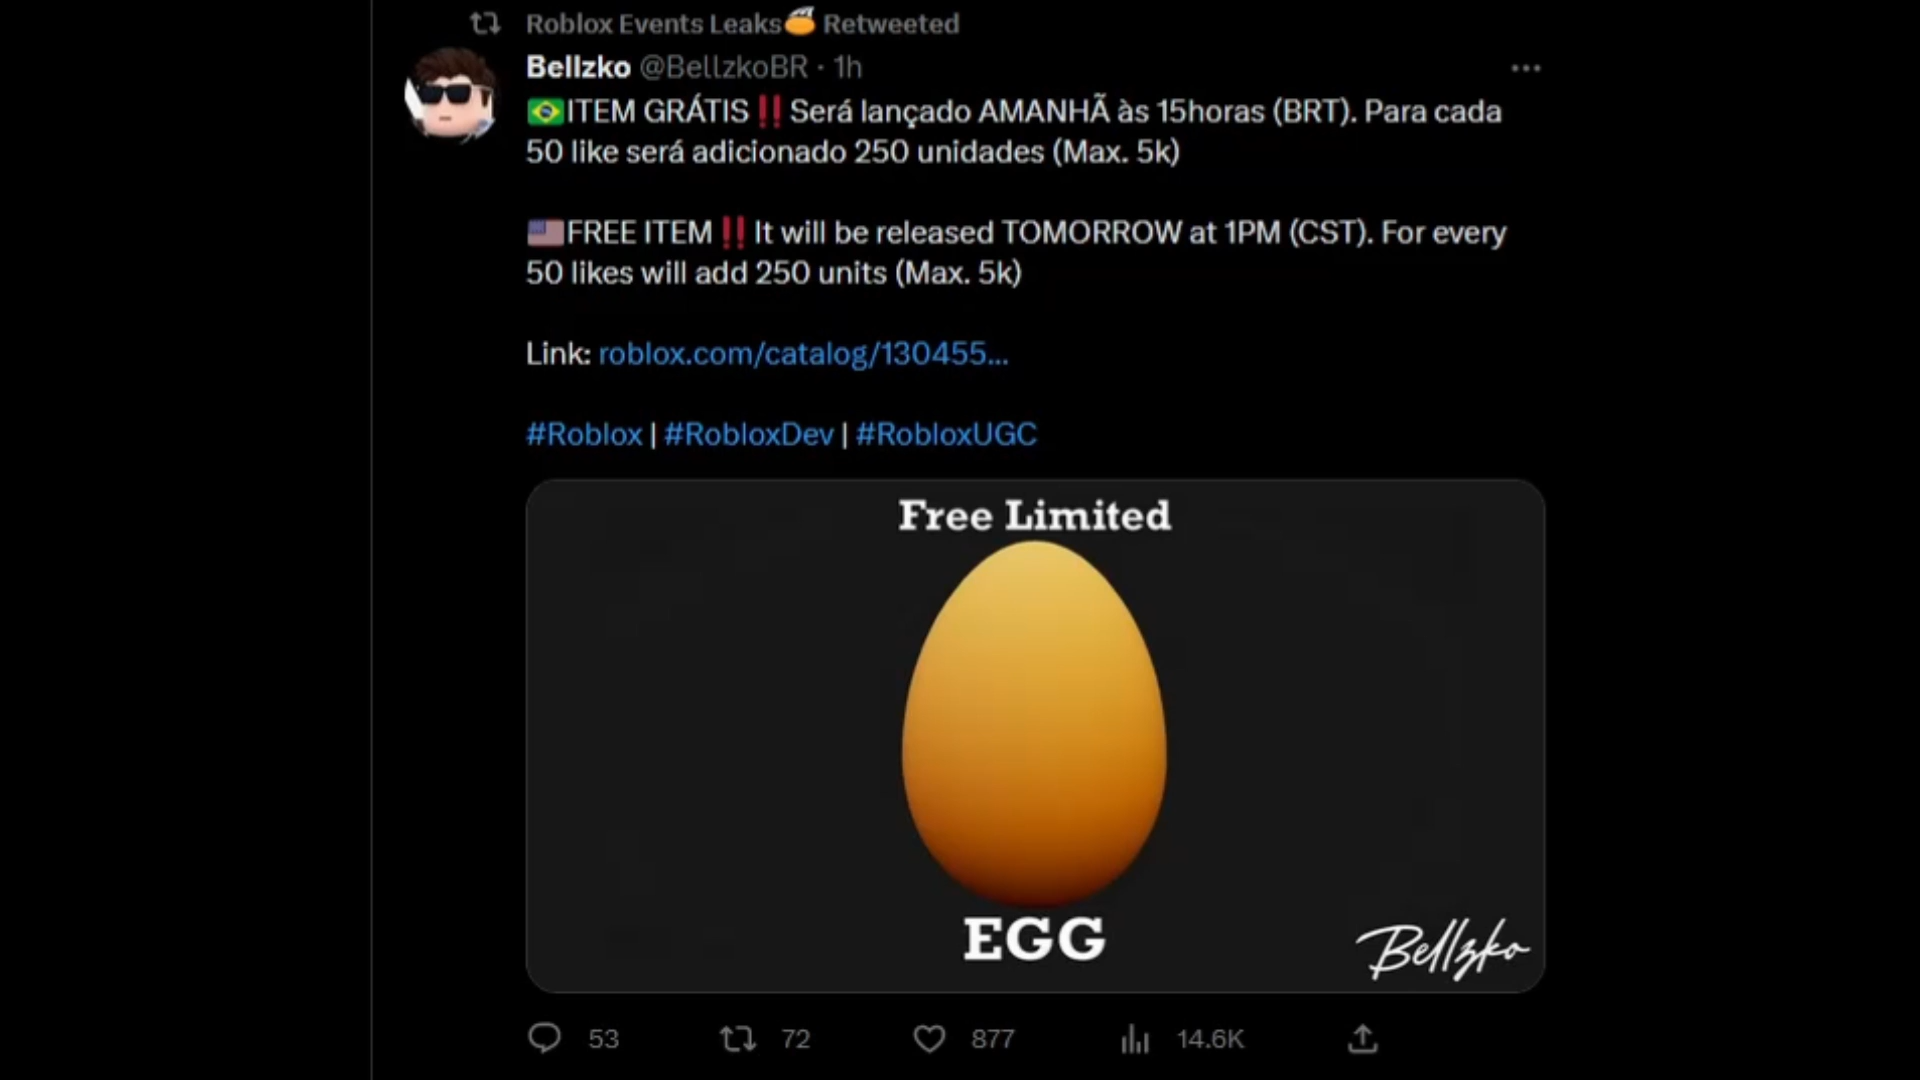 Roblox Events Leaks Retweeted
Bellzko @BellzkoBR · 1h
🇧🇷ITEM GRÁTIS‼️Será lançado AMANHÃ às 15horas (BRT). Para cada
50 like será adicionado 250 unidades (Max. 5k)
🇺🇸FREE ITEM‼️It will be released TOMORROW at 1PM (CST). For every
50 likes will add 250 units (Max. 5k)
Link: roblox.com/catalog/130455...
#Roblox | #RobloxDev | #RobloxUGC
Free Limited
EGG
Bellzko
53 72 877 14.6K